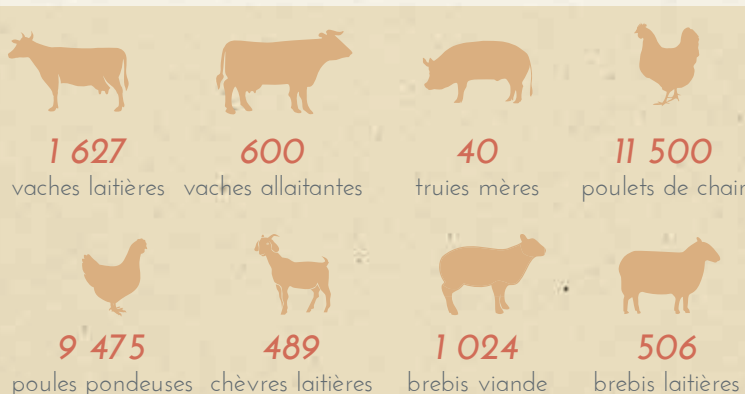 1 627 600 40 11 500
vaches laitières vaches allaitantes truies mères poulets de chair
9 475 489 1 024 506
poules pondeuses chèvres laitières brebis viande brebis laitières